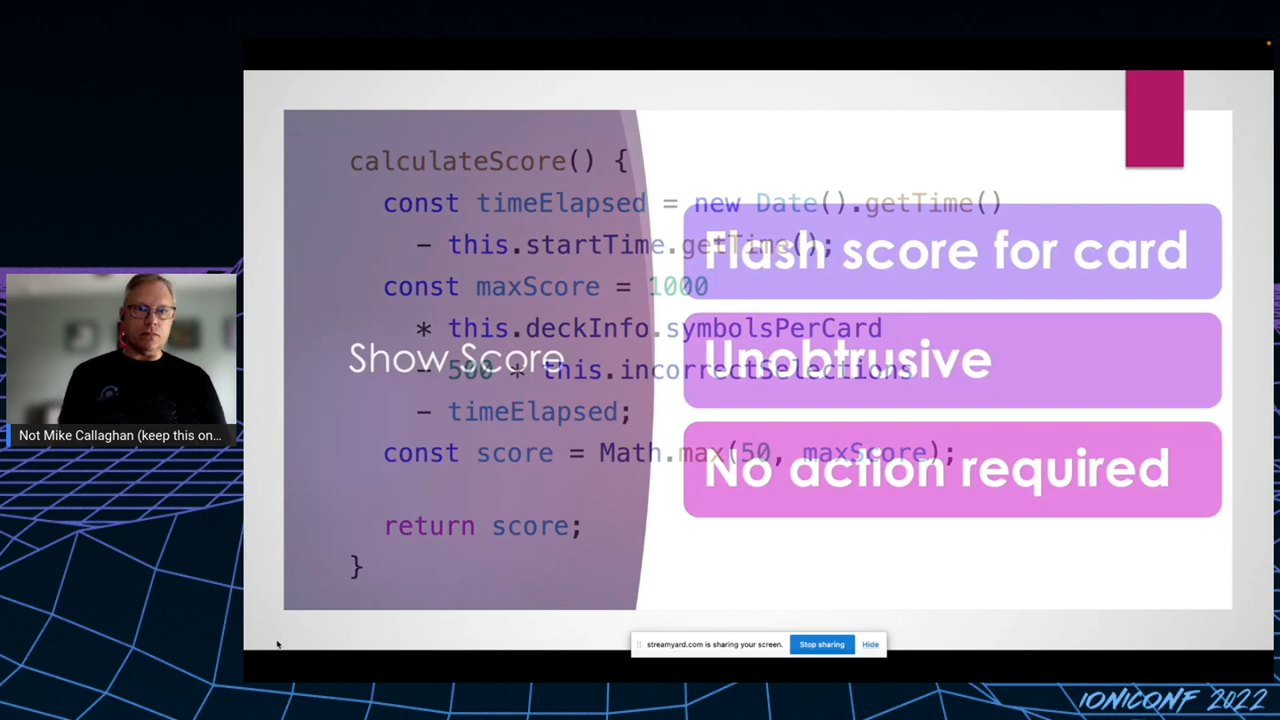 calculateScore() {
const timeElapsed = new Date().getTime()
- this.startTime.getTime();
const maxScore = 1000
* this.deckInfo.symbolsPerCard
- 500 * this.incorrectSelections
- timeElapsed;
const score = Math.max(50, maxScore);
return score;
}
Show Score
Flash score for card
Unobtrusive
No action required
Not Mike Callaghan (keep this on...
streamyard.com is sharing your screen.
Stop sharing
Hide
IONICONF 2022